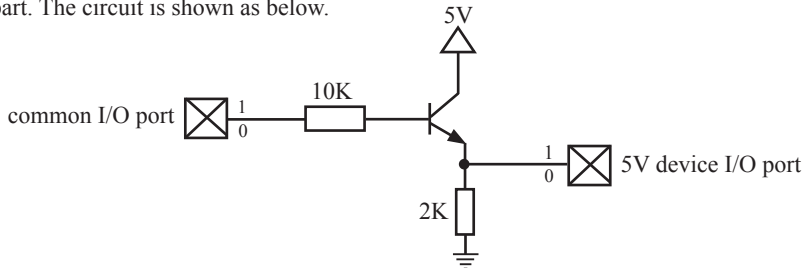 part. The circuit is shown as below.
5V
10K
common I/O port
1
0
1
0
5V device I/O port
2K